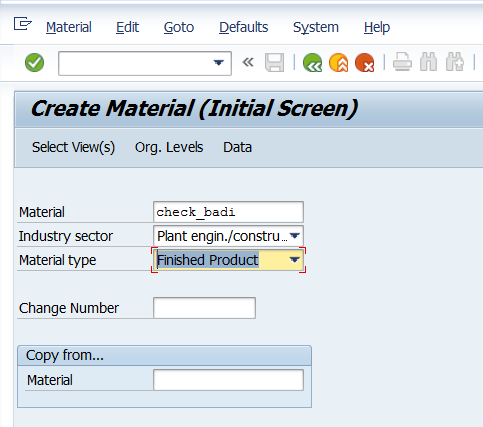 Material Edit Goto Defaults System Help
Create Material (Initial Screen)
Select View(s) Org. Levels Data
Material check_badi
Industry sector Plant engin./constru...
Material type Finished Product
Change Number
Copy from...
Material